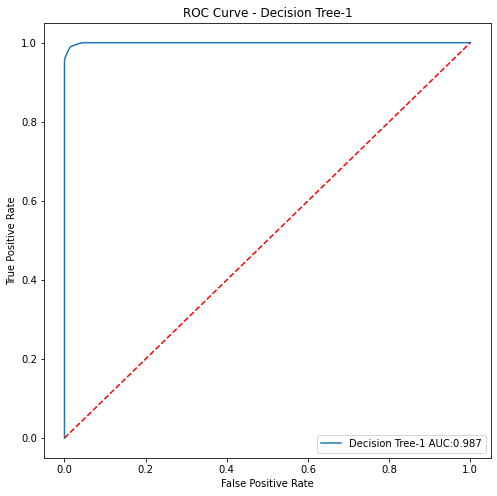 ROC Curve - Decision Tree-1
True Positive Rate
1.0
0.8
0.6
0.4
0.2
0.0
0.0 0.2 0.4 0.6 0.8 1.0
False Positive Rate
Decision Tree-1 AUC:0.987